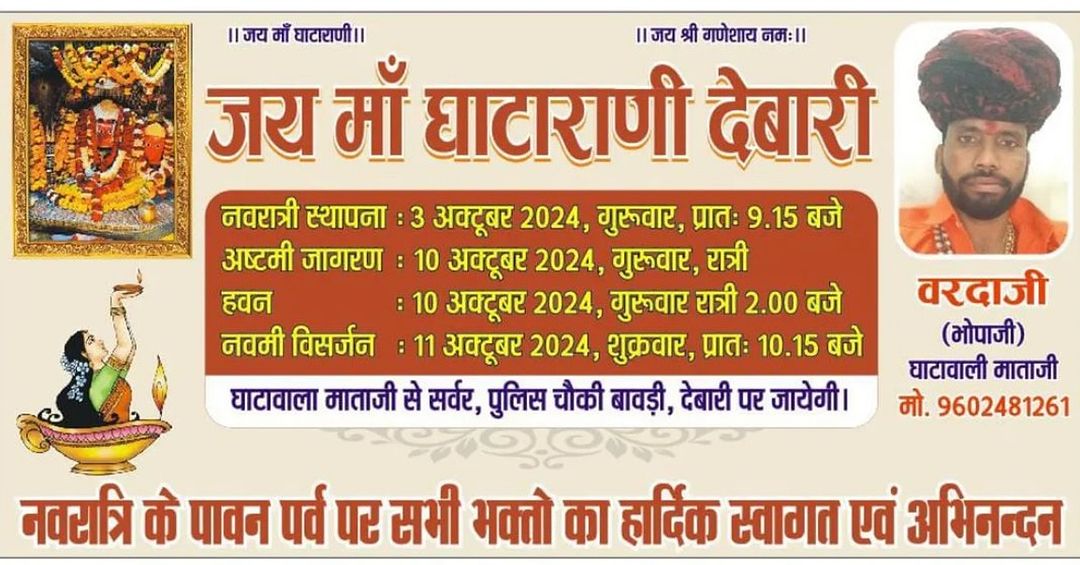 ।। जय माँ घाटाराणी।।
।। जय श्री गणेशाय नमः।।
जय माँ घाटाराणी देबारी
नवरात्री स्थापना : 3 अक्टूबर 2024, गुरूवार, प्रातः 9.15 बजे
अष्टमी जागरण : 10 अक्टूबर 2024, गुरूवार, रात्री
हवन : 10 अक्टूबर 2024, गुरूवार रात्री 2.00 बजे
नवमी विसर्जन : 11 अक्टूबर 2024, शुक्रवार, प्रातः 10.15 बजे
घाटावाला माताजी से सर्वर, पुलिस चौकी बावड़ी, देबारी पर जायेगी।
वरदाजी
(भोपाजी)
घाटावाली माताजी
मो. 9602481261
नवरात्रि के पावन पर्व पर सभी भक्तो का हार्दिक स्वागत एवं अभिनन्दन